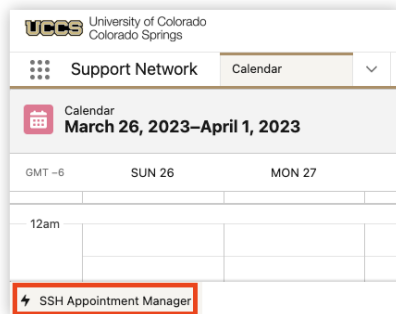 UCCS University of Colorado
Colorado Springs
Support Network Calendar
Calendar
March 26, 2023–April 1, 2023
GMT −6 SUN 26 MON 27
12am
SSH Appointment Manager